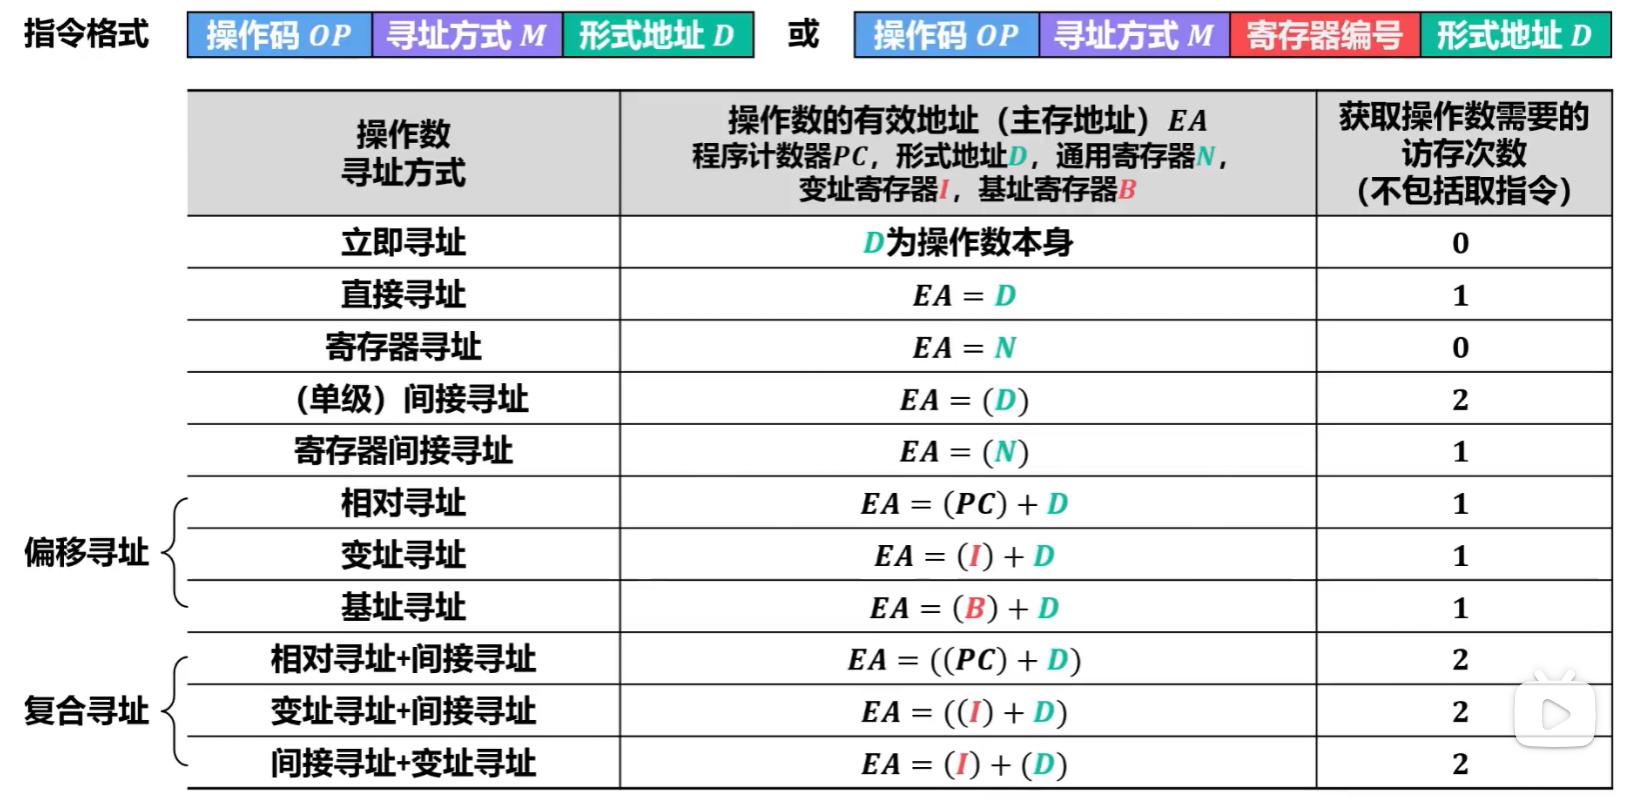 指令格式 操作码 OP 寻址方式 M 形式地址 D 或 操作码 OP 寻址方式 M 寄存器编号 形式地址 D
操作数
寻址方式
操作数的有效地址（主存地址）EA
程序计数器PC，形式地址D，通用寄存器N，
变址寄存器I，基址寄存器B
获取操作数需要的
访存次数
（不包括取指令）
立即寻址 D为操作数本身 0
直接寻址 EA = D 1
寄存器寻址 EA = N 0
（单级）间接寻址 EA = (D) 2
寄存器间接寻址 EA = (N) 1
偏移寻址
相对寻址 EA = (PC) + D 1
变址寻址 EA = (I) + D 1
基址寻址 EA = (B) + D 1
复合寻址
相对寻址+间接寻址 EA = ((PC) + D) 2
变址寻址+间接寻址 EA = ((I) + D) 2
间接寻址+变址寻址 EA = (I) + (D) 2